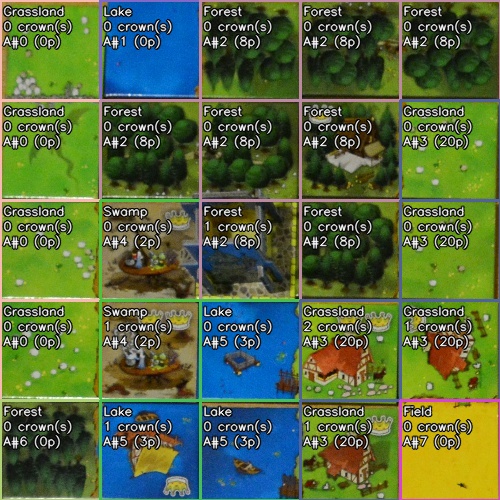 Grassland
0 crown(s)
A#0 (0p)
Lake
0 crown(s)
A#1 (0p)
Forest
0 crown(s)
A#2 (8p)
Forest
0 crown(s)
A#2 (8p)
Forest
0 crown(s)
A#2 (8p)
Grassland
0 crown(s)
A#0 (0p)
Forest
0 crown(s)
A#2 (8p)
Forest
0 crown(s)
A#2 (8p)
Forest
0 crown(s)
A#2 (8p)
Grassland
0 crown(s)
A#3 (20p)
Grassland
0 crown(s)
A#0 (0p)
Swamp
0 crown(s)
A#4 (2p)
Forest
1 crown(s)
A#2 (8p)
Forest
0 crown(s)
A#2 (8p)
Grassland
0 crown(s)
A#3 (20p)
Grassland
0 crown(s)
A#0 (0p)
Swamp
1 crown(s)
A#4 (2p)
Lake
0 crown(s)
A#5 (3p)
Grassland
2 crown(s)
A#3 (20p)
Grassland
1 crown(s)
A#3 (20p)
Forest
0 crown(s)
A#6 (0p)
Lake
1 crown(s)
A#5 (3p)
Lake
0 crown(s)
A#5 (3p)
Grassland
1 crown(s)
A#3 (20p)
Field
0 crown(s)
A#7 (0p)